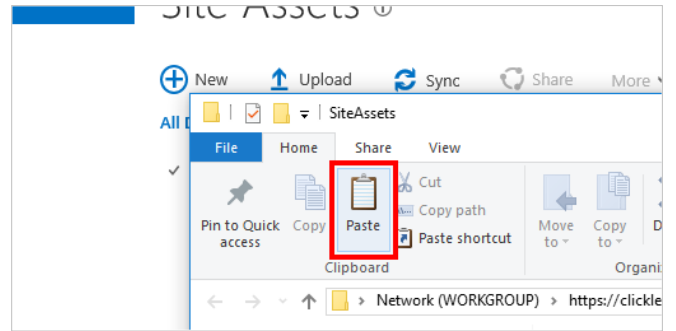 Site Assets
New Upload Sync Share More
SiteAssets
All
File Home Share View
Cut
Copy path
Paste shortcut
Pin to Quick access
Copy
Paste
Move to
Copy to
Clipboard
Organi
Network (WORKGROUP) > https://clickle